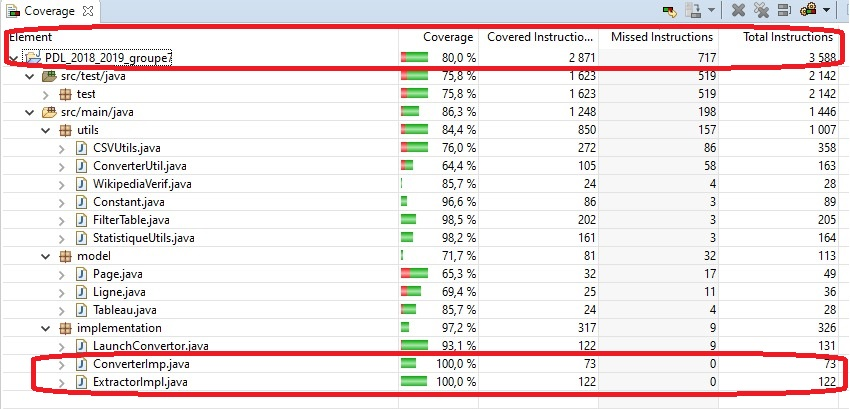 Coverage
Element Coverage Covered Instructio... Missed Instructions Total Instructions
PDL_2018_2019_groupe7 80,0 % 2 871 717 3 588
src/test/java 75,8 % 1 623 519 2 142
test 75,8 % 1 623 519 2 142
src/main/java 86,3 % 1 248 198 1 446
utils 84,4 % 850 157 1 007
CSVUtils.java 76,0 % 272 86 358
ConverterUtil.java 64,4 % 105 58 163
WikipediaVerif.java 85,7 % 24 4 28
Constant.java 96,6 % 86 3 89
FilterTable.java 98,5 % 202 3 205
StatistiqueUtils.java 98,2 % 161 3 164
model 71,7 % 81 32 113
Page.java 65,3 % 32 17 49
Ligne.java 69,4 % 25 11 36
Tableau.java 85,7 % 24 4 28
implementation 97,2 % 317 9 326
LaunchConvertor.java 93,1 % 122 9 131
ConverterImp.java 100,0 % 73 0 73
ExtractorImpl.java 100,0 % 122 0 122